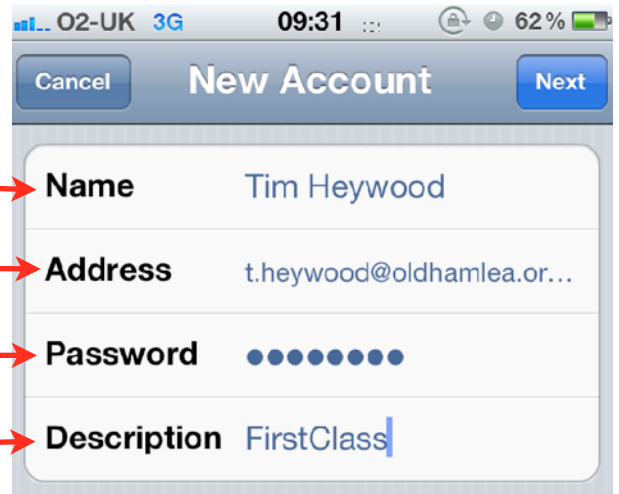 O2-UK 3G 09:31 62%
Cancel New Account Next
Name Tim Heywood
Address t.heywood@oldhamlea.or...
Password ●●●●●●●●
Description FirstClass